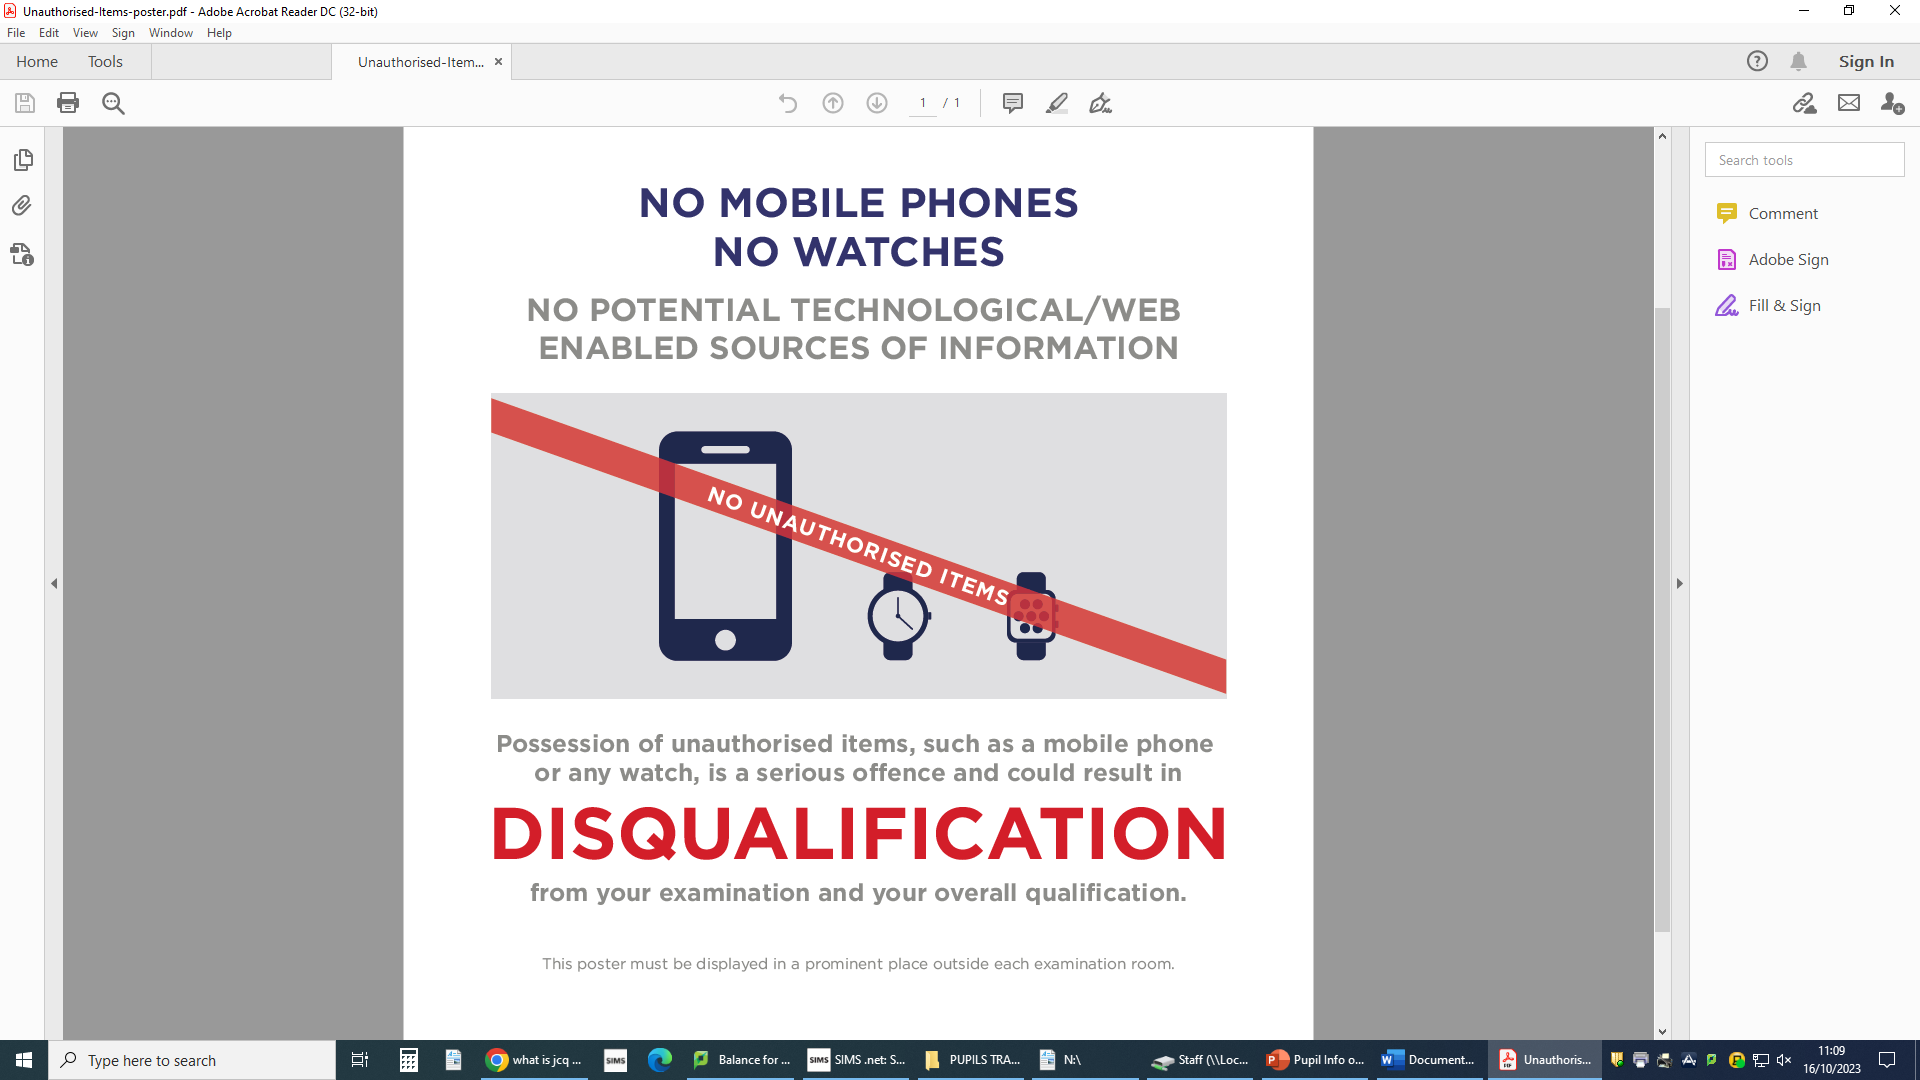 Unauthorised-Items-poster.pdf - Adobe Acrobat Reader DC (32-bit)
File Edit View Sign Window Help
Home Tools Unauthorised-Item... × Sign In
1 / 1
Search tools
Comment
Adobe Sign
Fill & Sign
NO MOBILE PHONES
NO WATCHES
NO POTENTIAL TECHNOLOGICAL/WEB
ENABLED SOURCES OF INFORMATION
NO UNAUTHORISED ITEMS
Possession of unauthorised items, such as a mobile phone
or any watch, is a serious offence and could result in
DISQUALIFICATION
from your examination and your overall qualification.
This poster must be displayed in a prominent place outside each examination room.
Type here to search SIMS what is jcq ... Balance for ... SIMS .net: S... PUPILS TRA... N:\ Staff (\\Loc... Pupil Info o... Document... Unauthoris...
11:09
16/10/2023